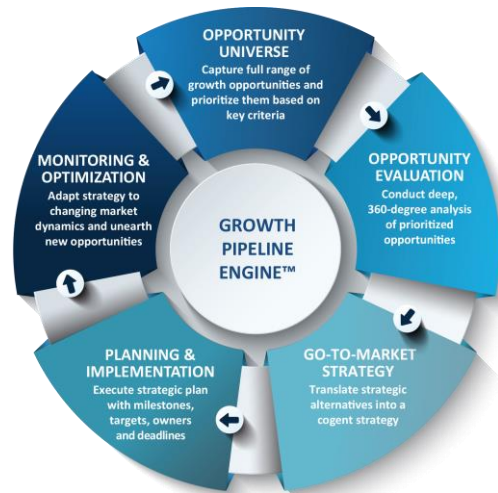 OPPORTUNITY
UNIVERSE
Capture full range of
growth opportunities and
prioritize them based on
key criteria
OPPORTUNITY
EVALUATION
Conduct deep,
360-degree analysis
of prioritized
opportunities
GO-TO-MARKET
STRATEGY
Translate strategic
alternatives into a
cogent strategy
PLANNING &
IMPLEMENTATION
Execute strategic plan
with milestones,
targets, owners
and deadlines
MONITORING &
OPTIMIZATION
Adapt strategy to
changing market
dynamics and unearth
new opportunities
GROWTH
PIPELINE
ENGINE™